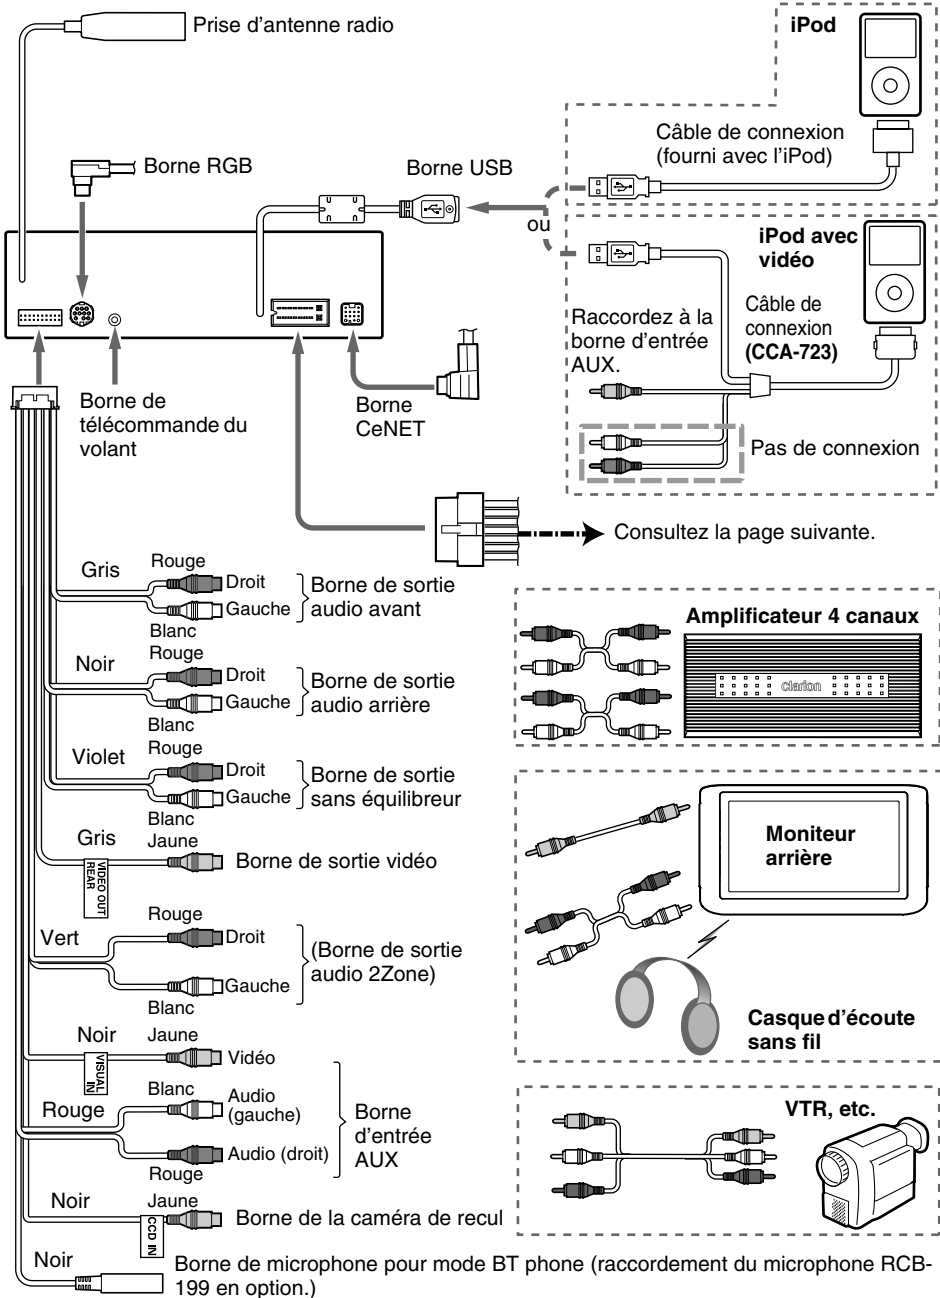 Prise d'antenne radio
iPod
Câble de connexion
(fourni avec l'iPod)
Borne RGB
Borne USB
ou
iPod avec
vidéo
Câble de
connexion
(CCA-723)
Raccordez à la
borne d'entrée
AUX.
Pas de connexion
Borne de
télécommande du
volant
Borne
CeNET
Consultez la page suivante.
Gris
Rouge
Droit
Gauche
Blanc
Borne de sortie
audio avant
Noir
Rouge
Droit
Gauche
Blanc
Borne de sortie
audio arrière
Violet
Rouge
Droit
Gauche
Blanc
Borne de sortie
sans équilibreur
Gris
Jaune
VIDEO OUT
REAR
Borne de sortie vidéo
Vert
Rouge
Droit
Gauche
Blanc
(Borne de sortie
audio 2Zone)
Noir
Jaune
VISUAL
IN
Vidéo
Rouge
Blanc
Audio
(gauche)
Audio (droit)
Rouge
Borne
d'entrée
AUX
Noir
Jaune
CCD IN
Borne de la caméra de recul
Noir
Borne de microphone pour mode BT phone (raccordement du microphone RCB-
199 en option.)
Amplificateur 4 canaux
clarion
Moniteur
arrière
Casque d'écoute
sans fil
VTR, etc.